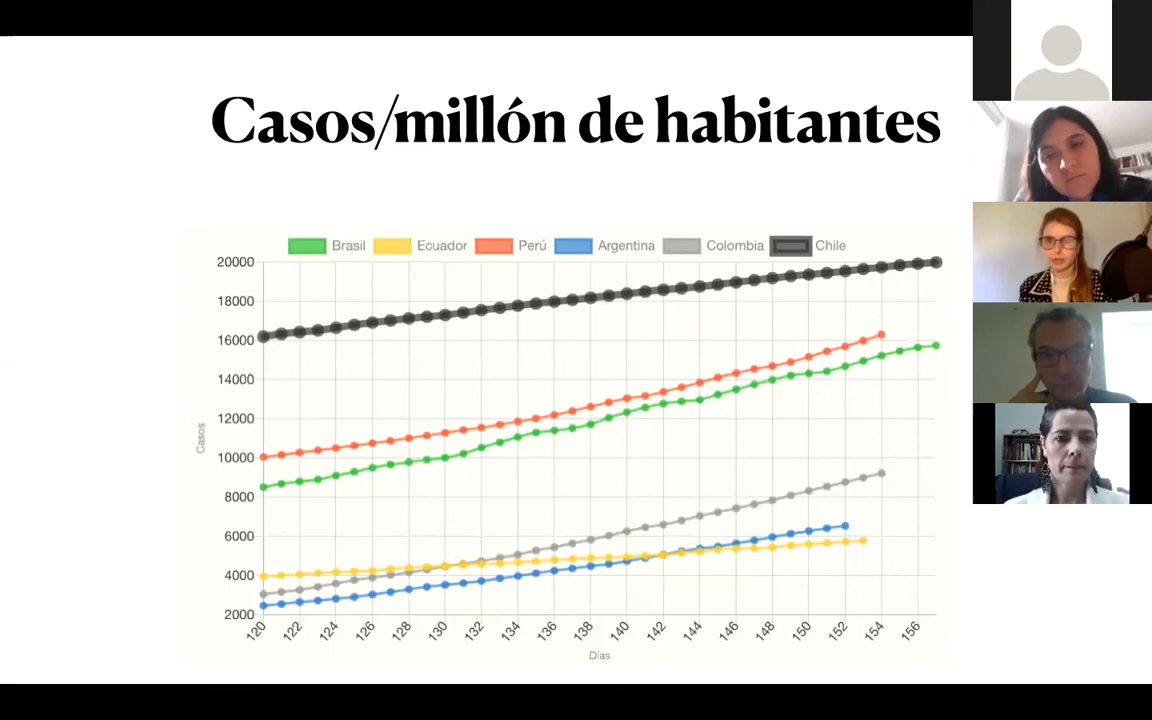 Casos/millón de habitantes
Brasil Ecuador Perú Argentina Colombia Chile
20000
18000
16000
14000
12000
10000
8000
6000
4000
2000
Casos
120 122 124 126 128 130 132 134 136 138 140 142 144 146 148 150 152 154 156
Días